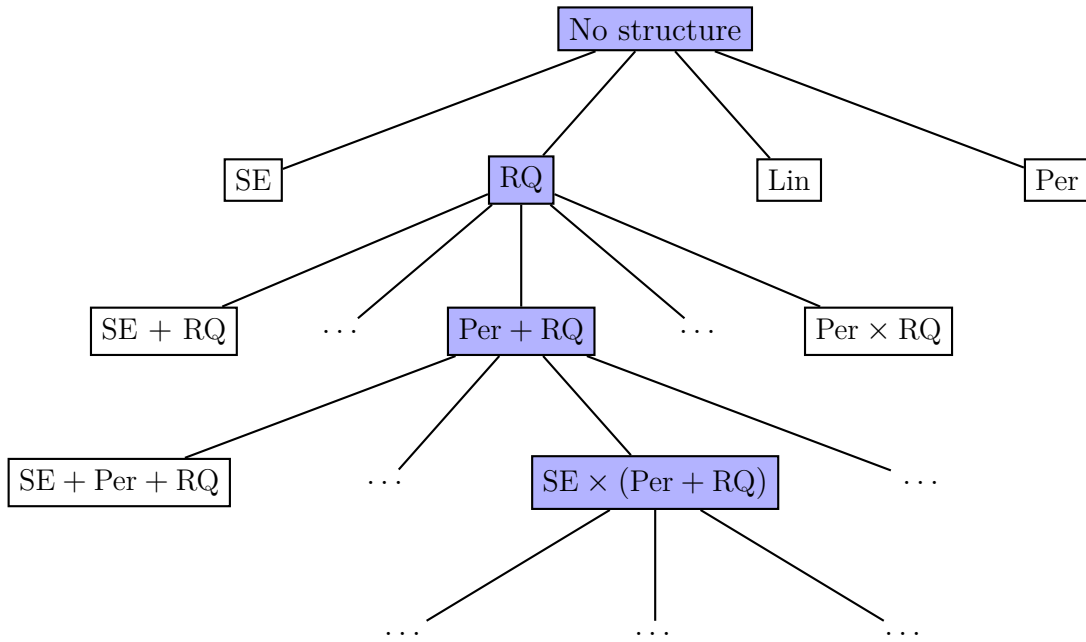 No structure
SE RQ Lin Per
SE + RQ ... Per + RQ ... Per × RQ
SE + Per + RQ ... SE × (Per + RQ) ...
... ... ...